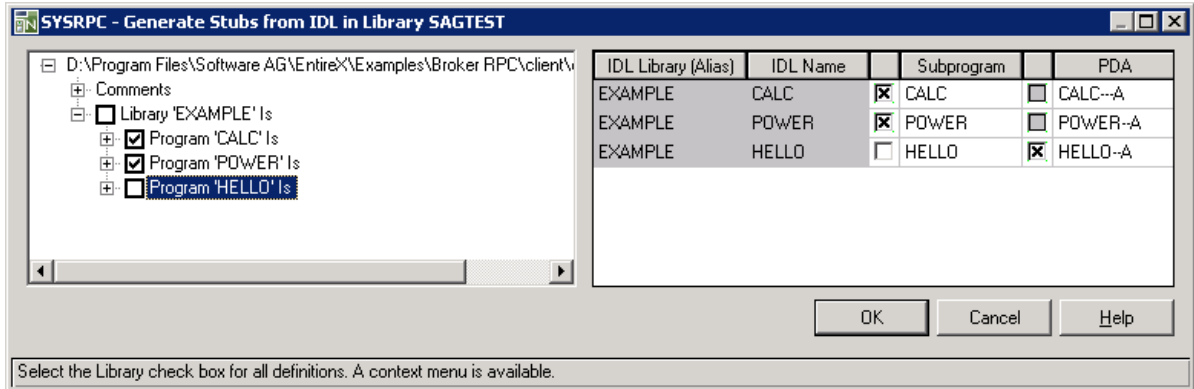 SYSRPC - Generate Stubs from IDL in Library SAGTEST
D:\Program Files\Software AG\EntireX\Examples\Broker RPC\client\
Comments
Library 'EXAMPLE' Is
Program 'CALC' Is
Program 'POWER' Is
Program 'HELLO' Is
IDL Library (Alias) IDL Name Subprogram PDA
EXAMPLE CALC CALC CALC---A
EXAMPLE POWER POWER POWER--A
EXAMPLE HELLO HELLO HELLO--A
OK Cancel Help
Select the Library check box for all definitions. A context menu is available.